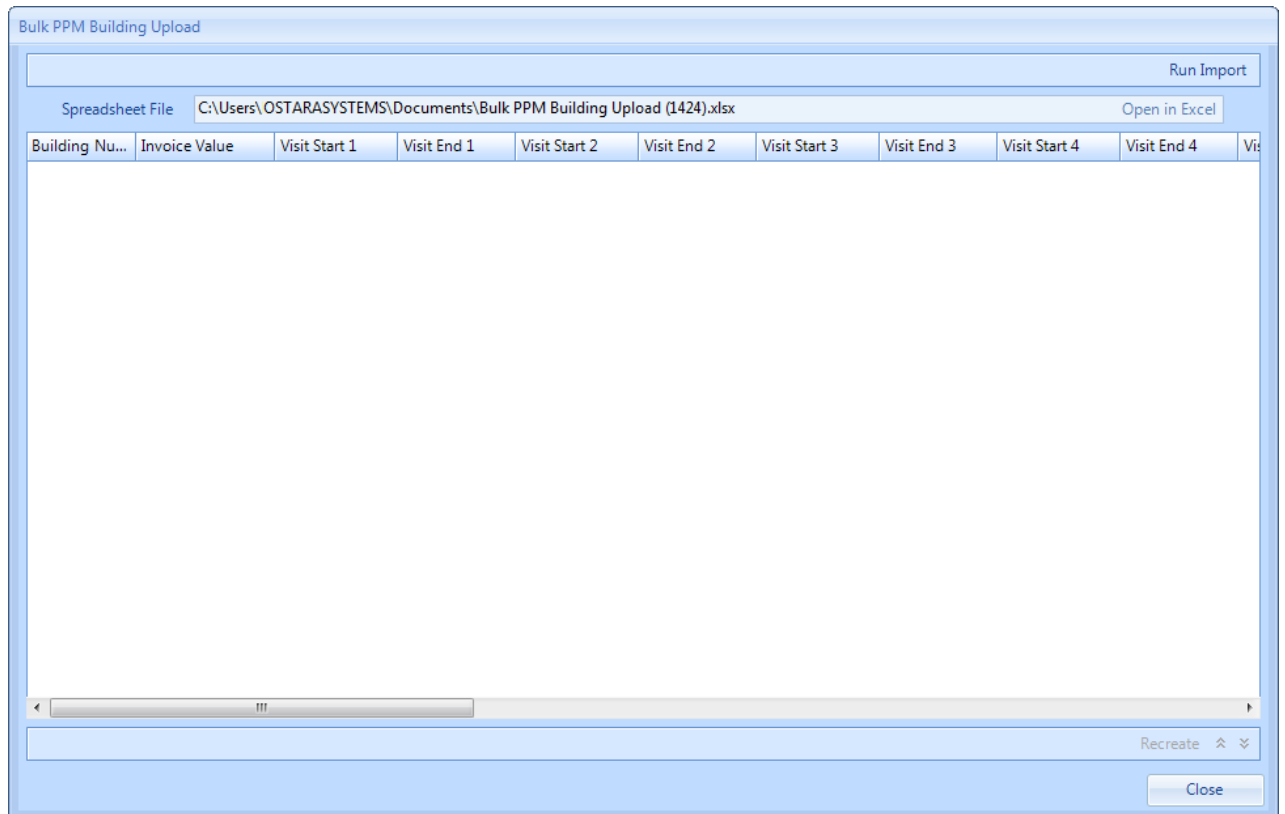 Bulk PPM Building Upload
Run Import
Spreadsheet File C:\Users\OSTARASYSTEMS\Documents\Bulk PPM Building Upload (1424).xlsx Open in Excel
Building Nu... Invoice Value Visit Start 1 Visit End 1 Visit Start 2 Visit End 2 Visit Start 3 Visit End 3 Visit Start 4 Visit End 4
Recreate
Close